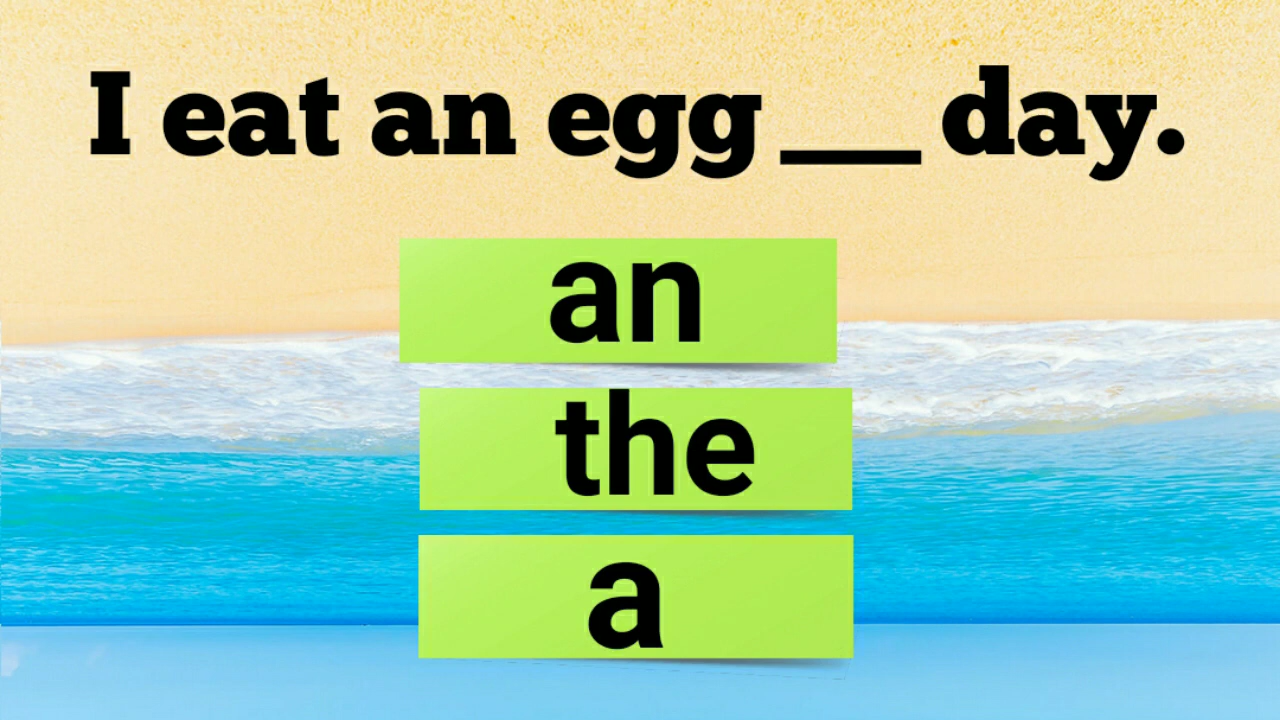 I eat an egg __ day.
an
the
a